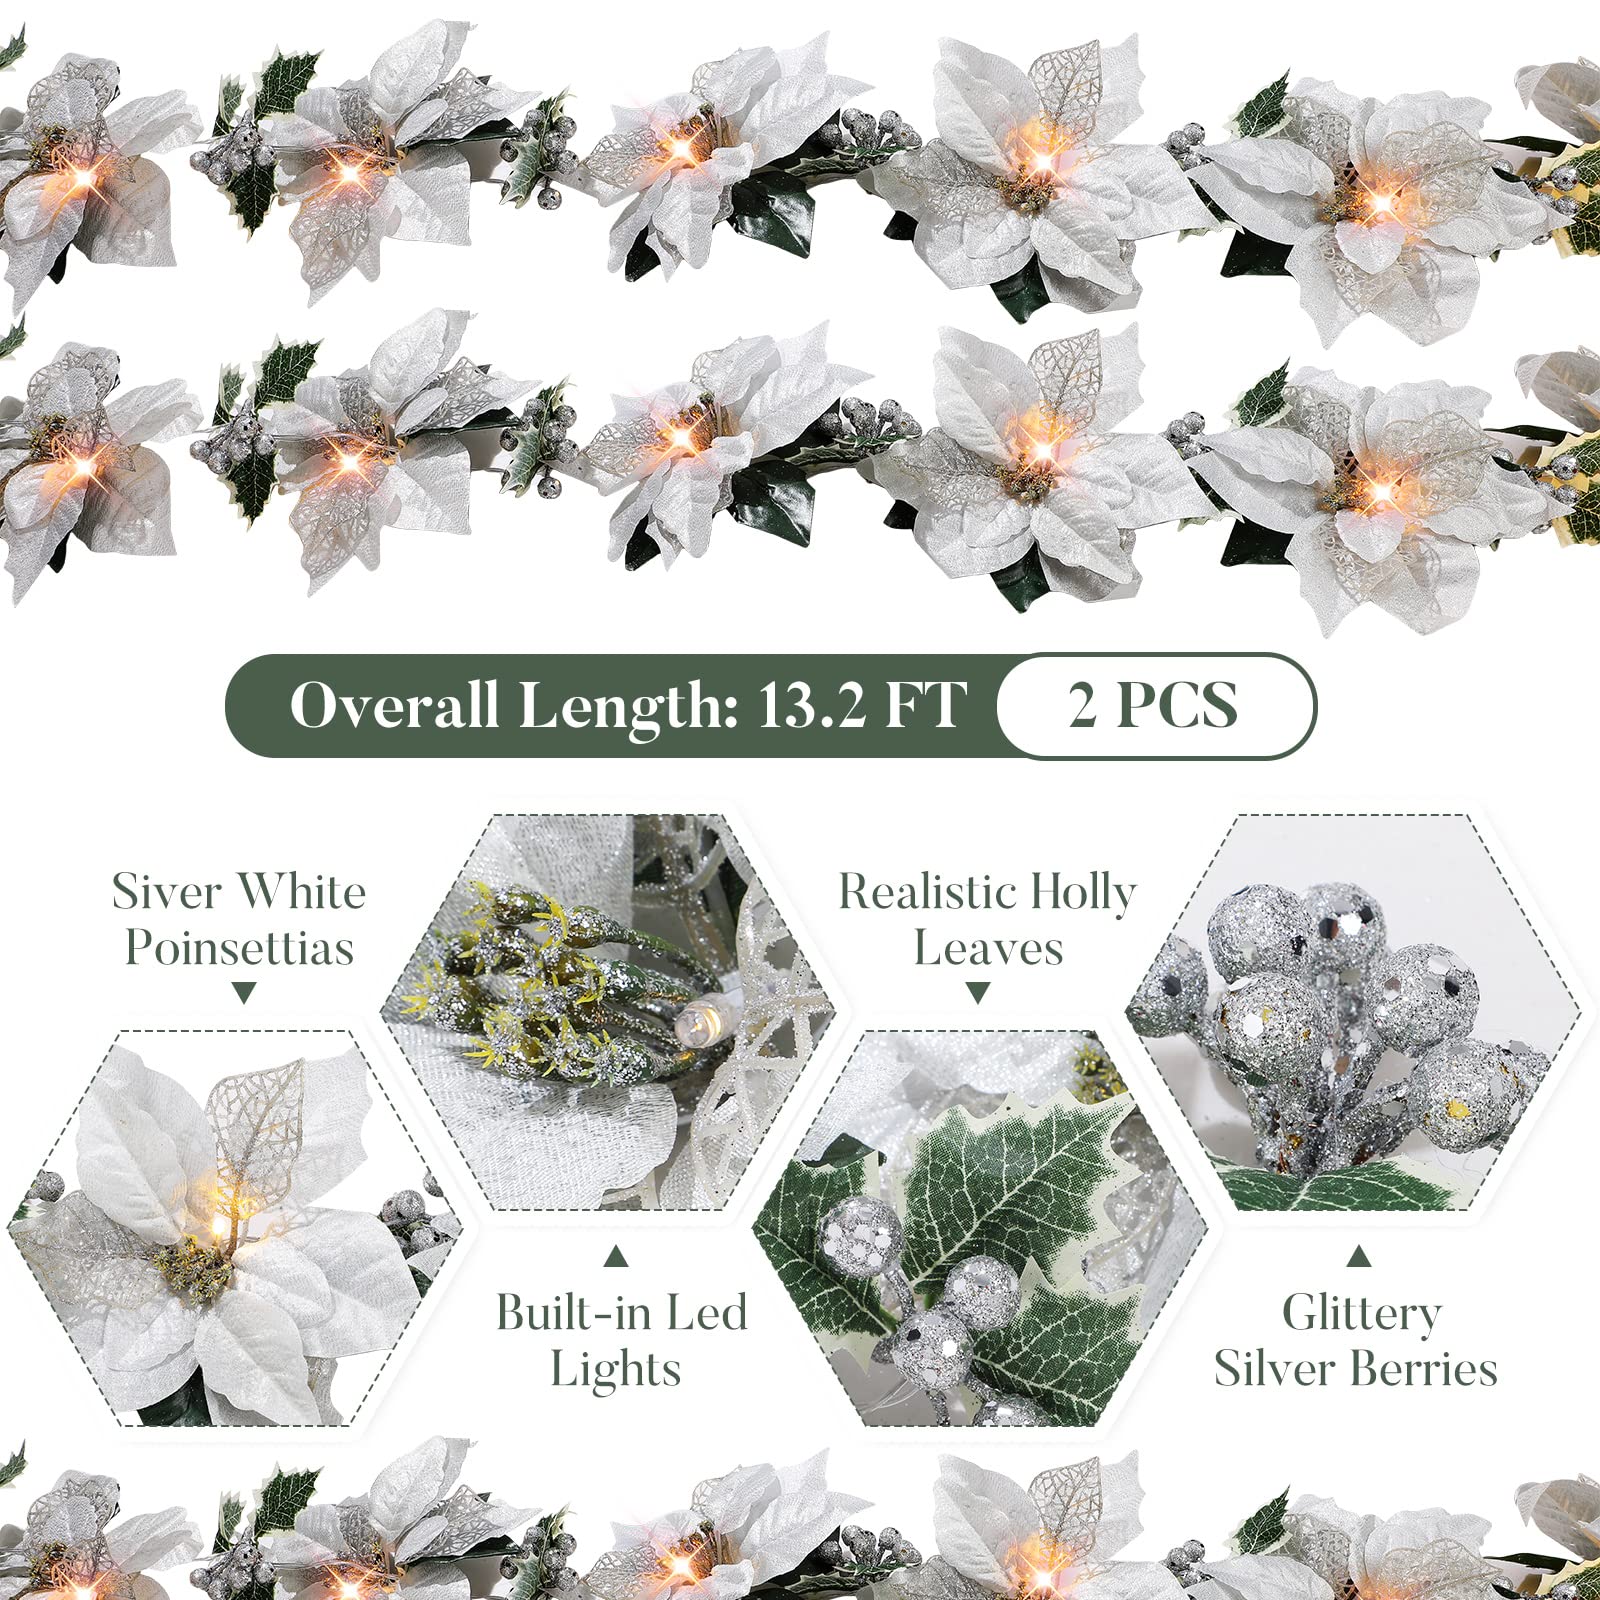 Overall Length: 13.2 FT
2 PCS
Siver White
Poinsettias
Realistic Holly
Leaves
Built-in Led
Lights
Glittery
Silver Berries